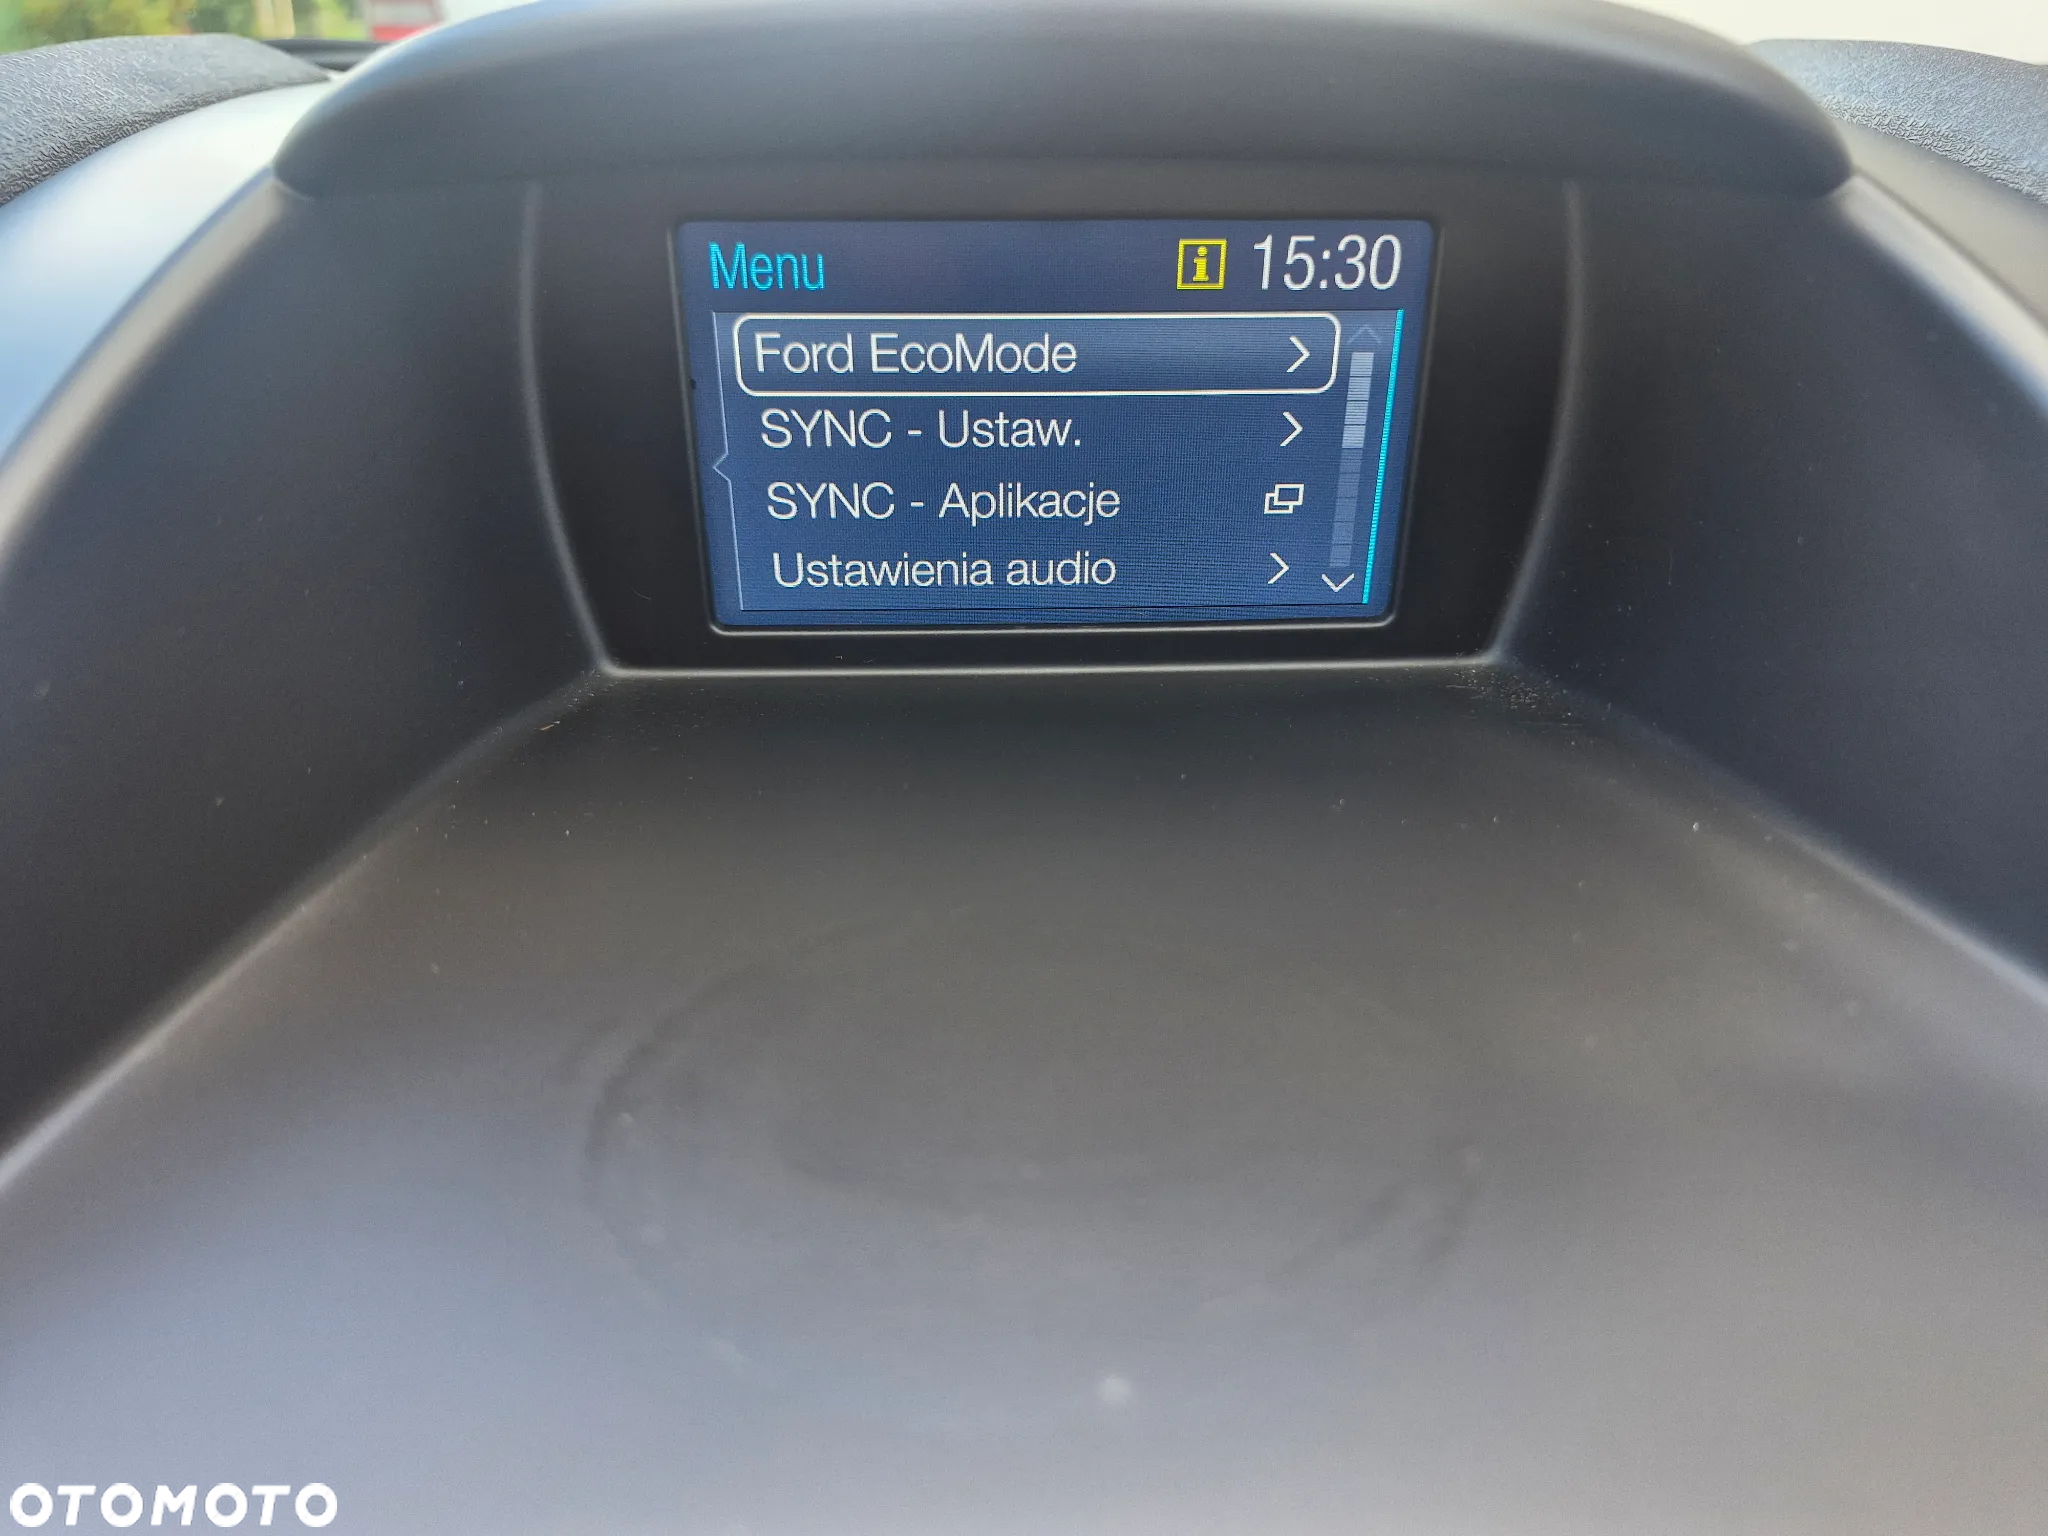 Menu i 15:30
Ford EcoMode
SYNC - Ustaw.
SYNC - Aplikacje
Ustawienia audio
OTOMOTO